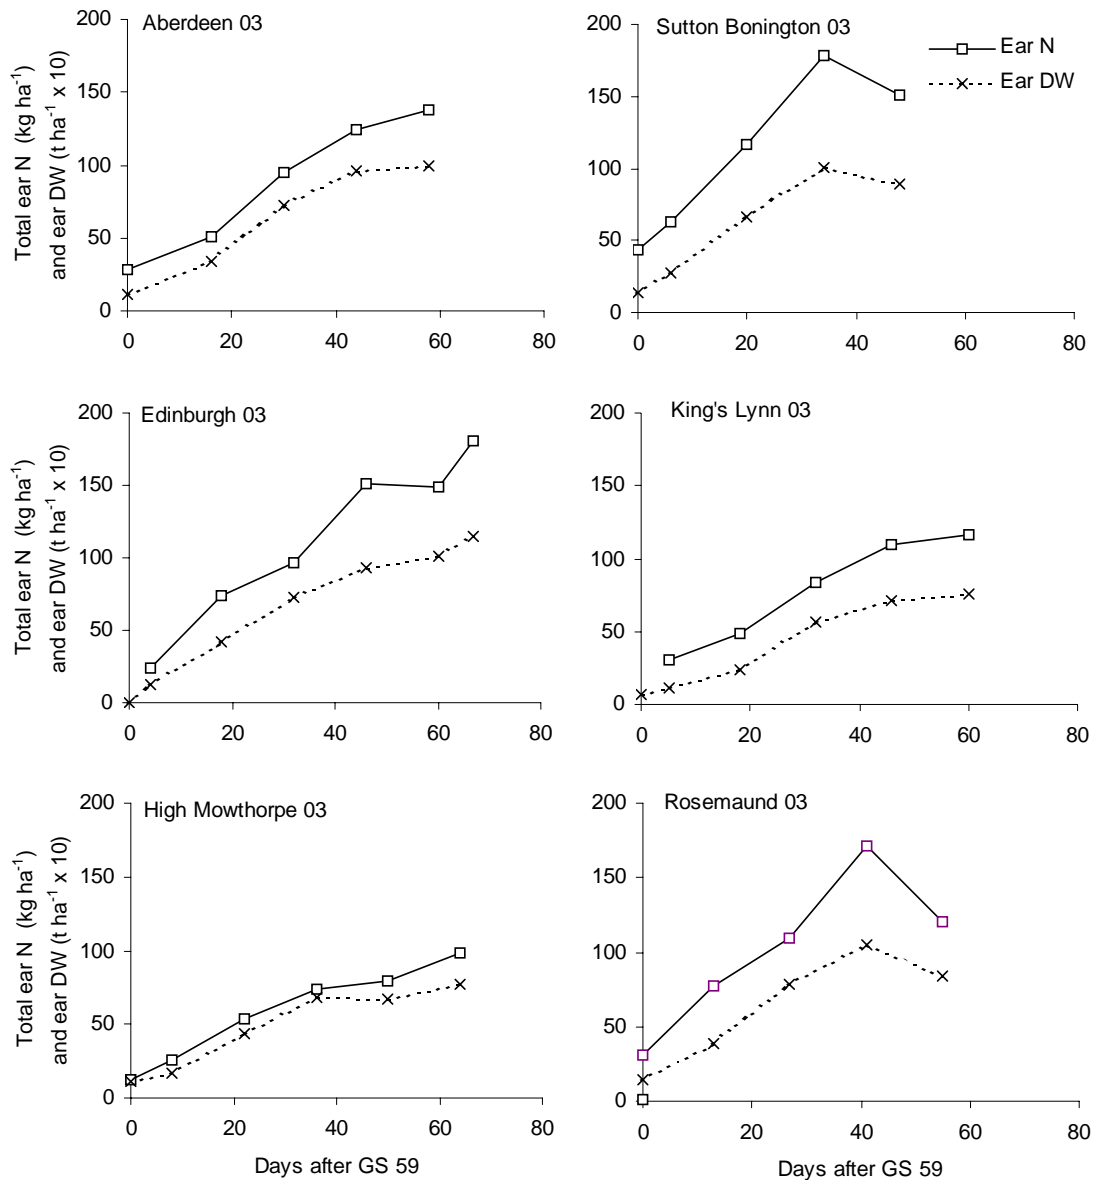 Aberdeen 03
Total ear N (kg ha-1)
and ear DW (t ha-1 x 10)
200
150
100
50
0
0 20 40 60 80
Sutton Bonington 03
Ear N
Ear DW
200
150
100
50
0
0 20 40 60 80
Edinburgh 03
Total ear N (kg ha-1)
and ear DW (t ha-1 x 10)
200
150
100
50
0
0 20 40 60 80
King's Lynn 03
200
150
100
50
0
0 20 40 60 80
High Mowthorpe 03
Total ear N (kg ha-1)
and ear DW (t ha-1 x 10)
200
150
100
50
0
0 20 40 60 80
Days after GS 59
Rosemaund 03
200
150
100
50
0
0 20 40 60 80
Days after GS 59